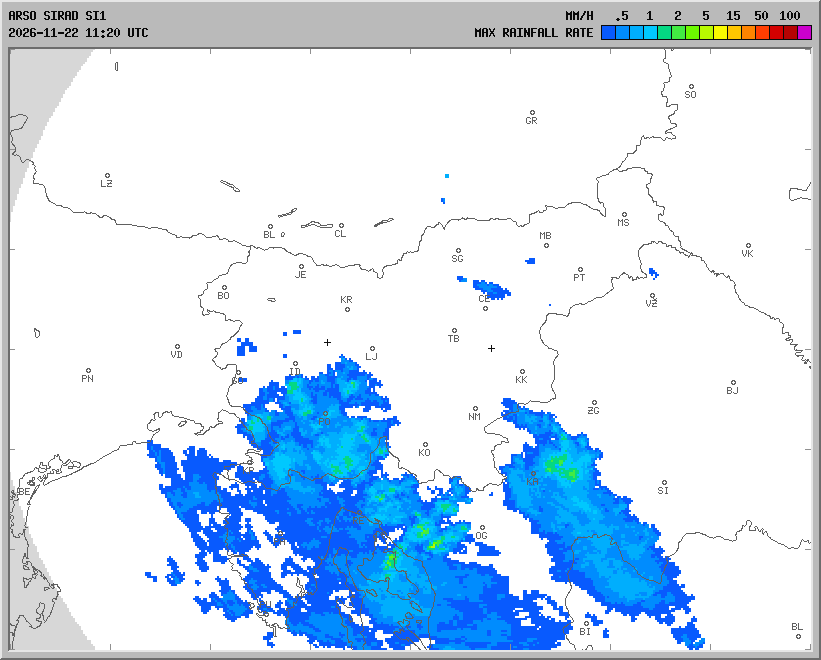 ARSO SIRAD SI1
2026-11-22 11:20 UTC
MM/H .5 1 2 5 15 50 100
MAX RAINFALL RATE
SO
GR
LZ
MS
BL
CL
MB
VK
SG
JE
PT
BO
KR
CE
VZ
TB
VD
LJ
ID
PN
KK
BJ
ZG
NM
KO
SI
BE
OG
BI
BL